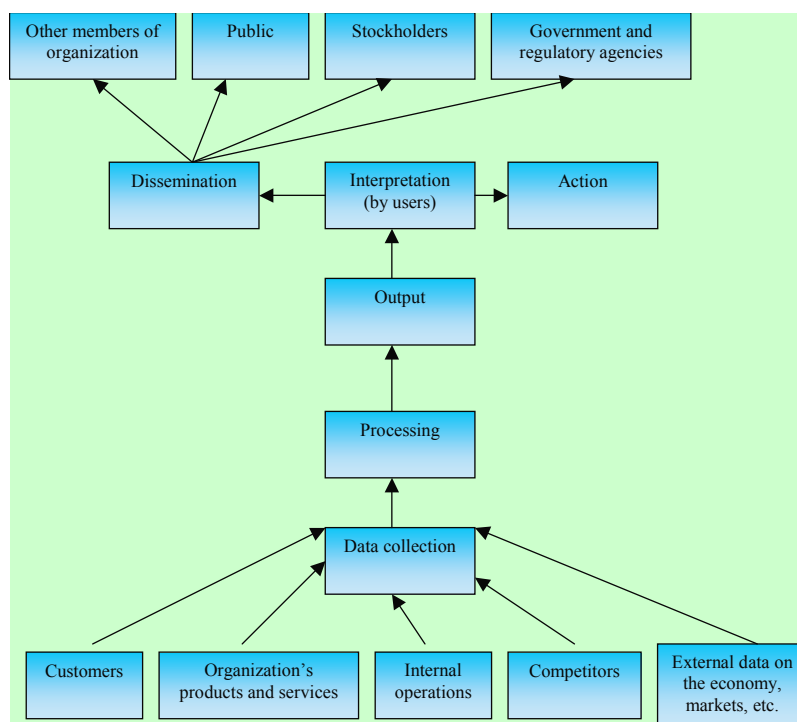 Other members of
organization
Public
Stockholders
Government and
regulatory agencies
Dissemination
Interpretation
(by users)
Action
Output
Processing
Data collection
Customers
Organization’s
products and services
Internal
operations
Competitors
External data on
the economy,
markets, etc.